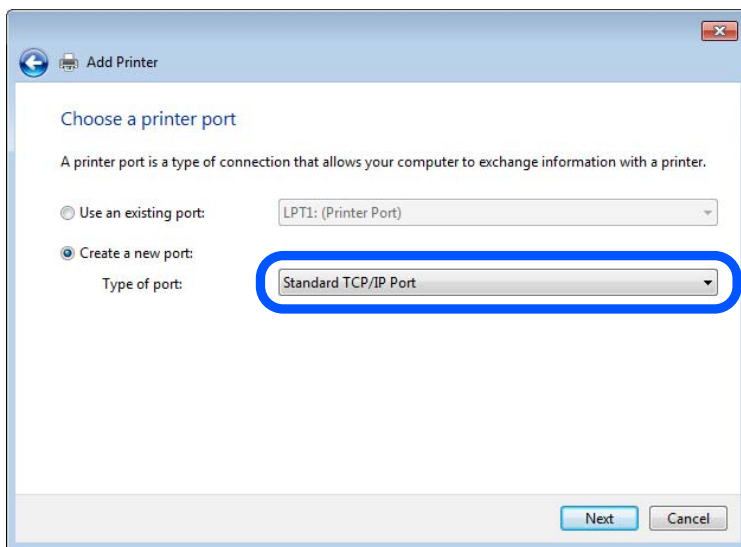 Add Printer
Choose a printer port
A printer port is a type of connection that allows your computer to exchange information with a printer.
Use an existing port: LPT1: (Printer Port)
Create a new port:
Type of port: Standard TCP/IP Port
Next Cancel